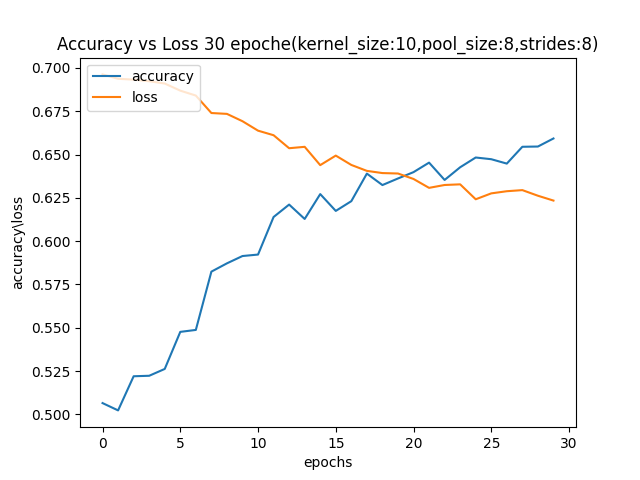 Accuracy vs Loss 30 epoche(kernel_size:10,pool_size:8,strides:8)
accuracy
loss
0.700
0.675
0.650
0.625
0.600
0.575
0.550
0.525
0.500
accuracy\loss
0 5 10 15 20 25 30
epochs